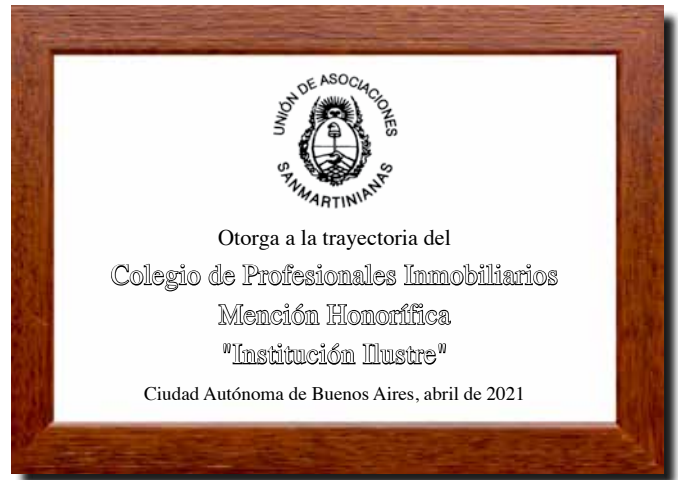 UNIÓN DE ASOCIACIONES
SANMARTINIANAS
Otorga a la trayectoria del
Colegio de Profesionales Inmobiliarios
Mención Honorífica
"Institución Ilustre"
Ciudad Autónoma de Buenos Aires, abril de 2021